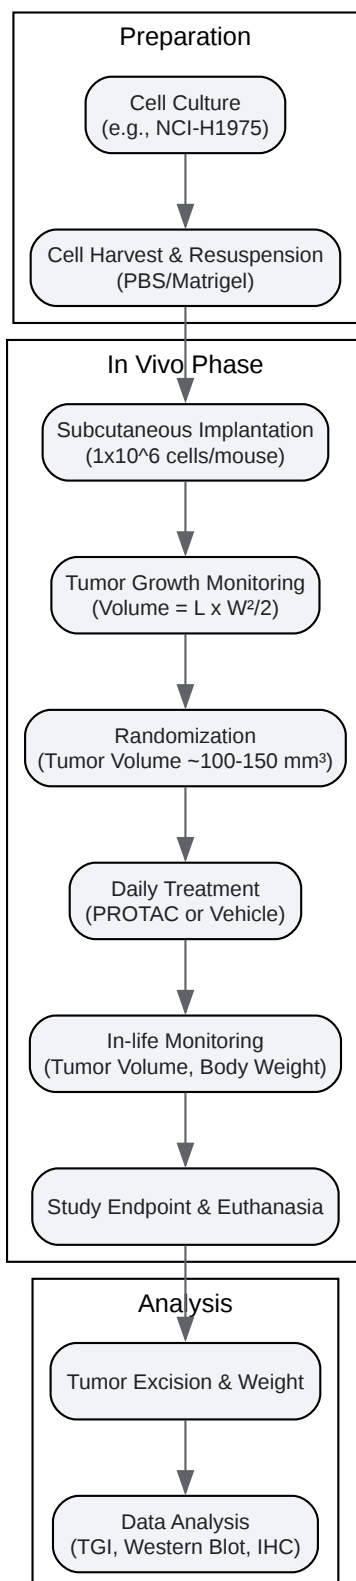 Preparation
Cell Culture
(e.g., NCI-H1975)
Cell Harvest & Resuspension
(PBS/Matrigel)
In Vivo Phase
Subcutaneous Implantation
(1x10^6 cells/mouse)
Tumor Growth Monitoring
(Volume = L x W²/2)
Randomization
(Tumor Volume ~100-150 mm³)
Daily Treatment
(PROTAC or Vehicle)
In-life Monitoring
(Tumor Volume, Body Weight)
Study Endpoint & Euthanasia
Analysis
Tumor Excision & Weight
Data Analysis
(TGI, Western Blot, IHC)